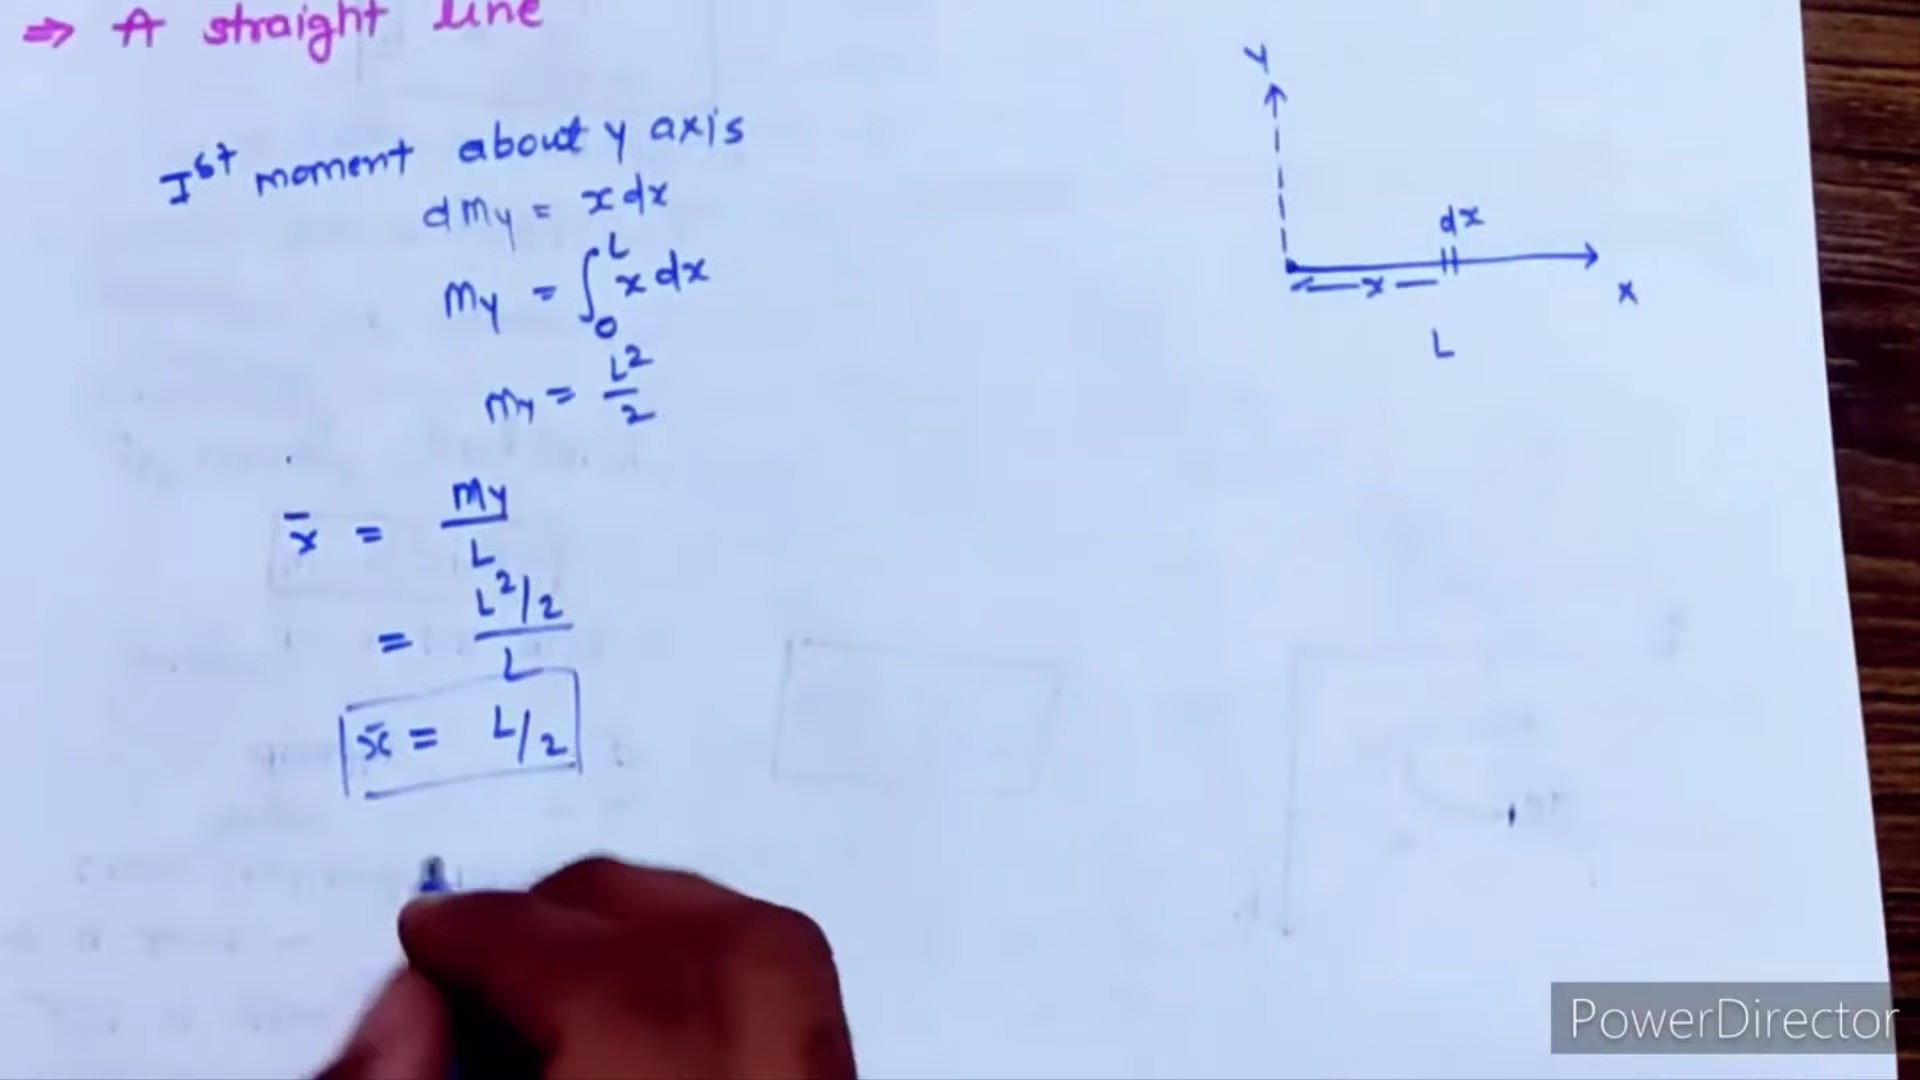 ⇒ A straight line
Ist moment about y axis
dMy = x dx
My = ∫₀ᴸ x dx
My = L²/2
x̄ = My/L
= L²/2 / L
x̄ = L/2
y
dx
x
x
L
PowerDirector